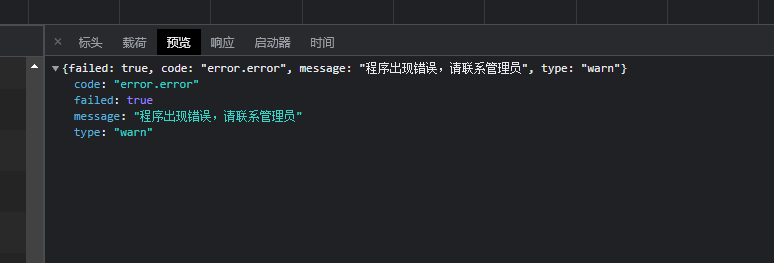 × 标头 载荷 预览 响应 启动器 时间
▼{failed: true, code: "error.error", message: "程序出现错误，请联系管理员", type: "warn"}
code: "error.error"
failed: true
message: "程序出现错误，请联系管理员"
type: "warn"